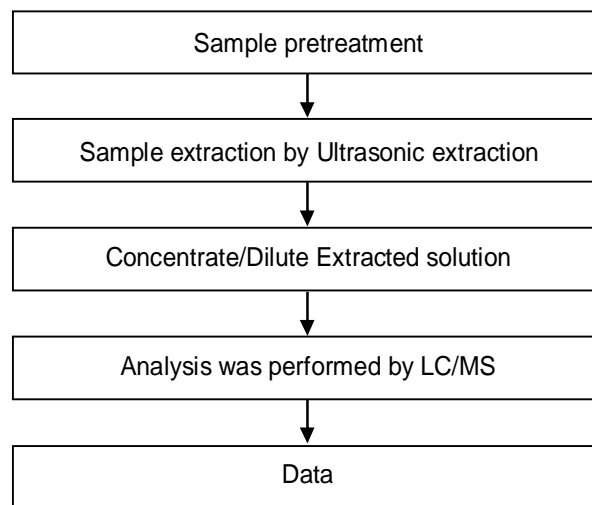 Sample pretreatment
Sample extraction by Ultrasonic extraction
Concentrate/Dilute Extracted solution
Analysis was performed by LC/MS
Data